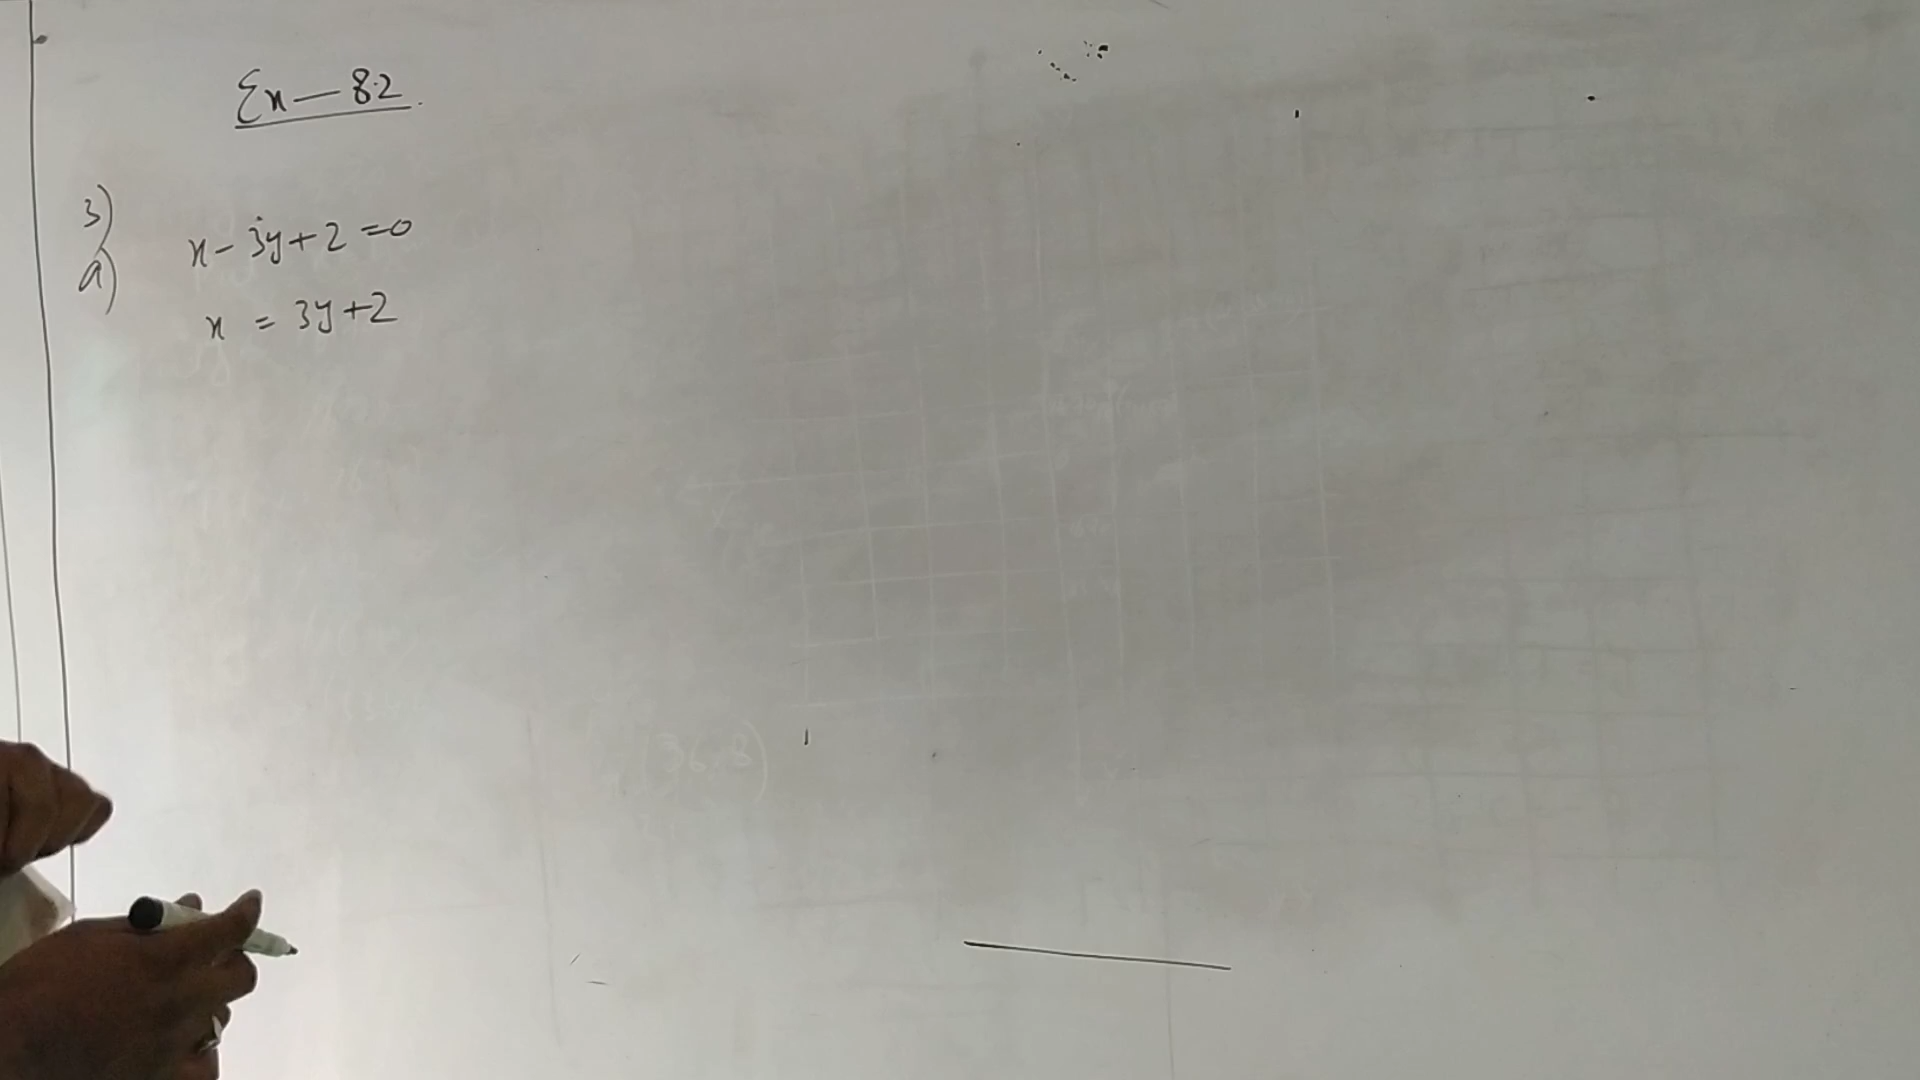 Ex — 8.2
3)
a) x - 3y + 2 = 0
x = 3y + 2